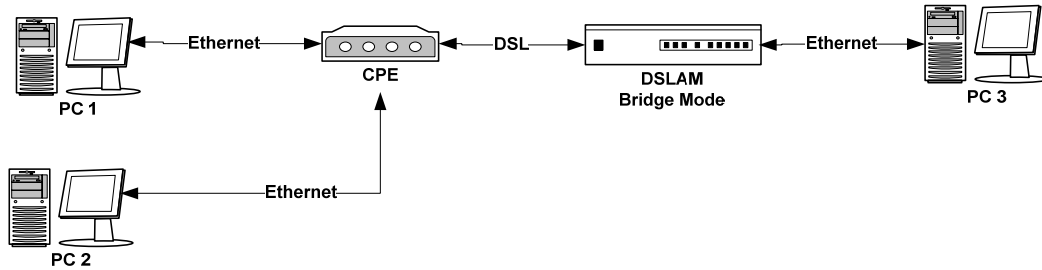 Ethernet
DSL
Ethernet
PC 1
CPE
DSLAM
Bridge Mode
PC 3
Ethernet
PC 2